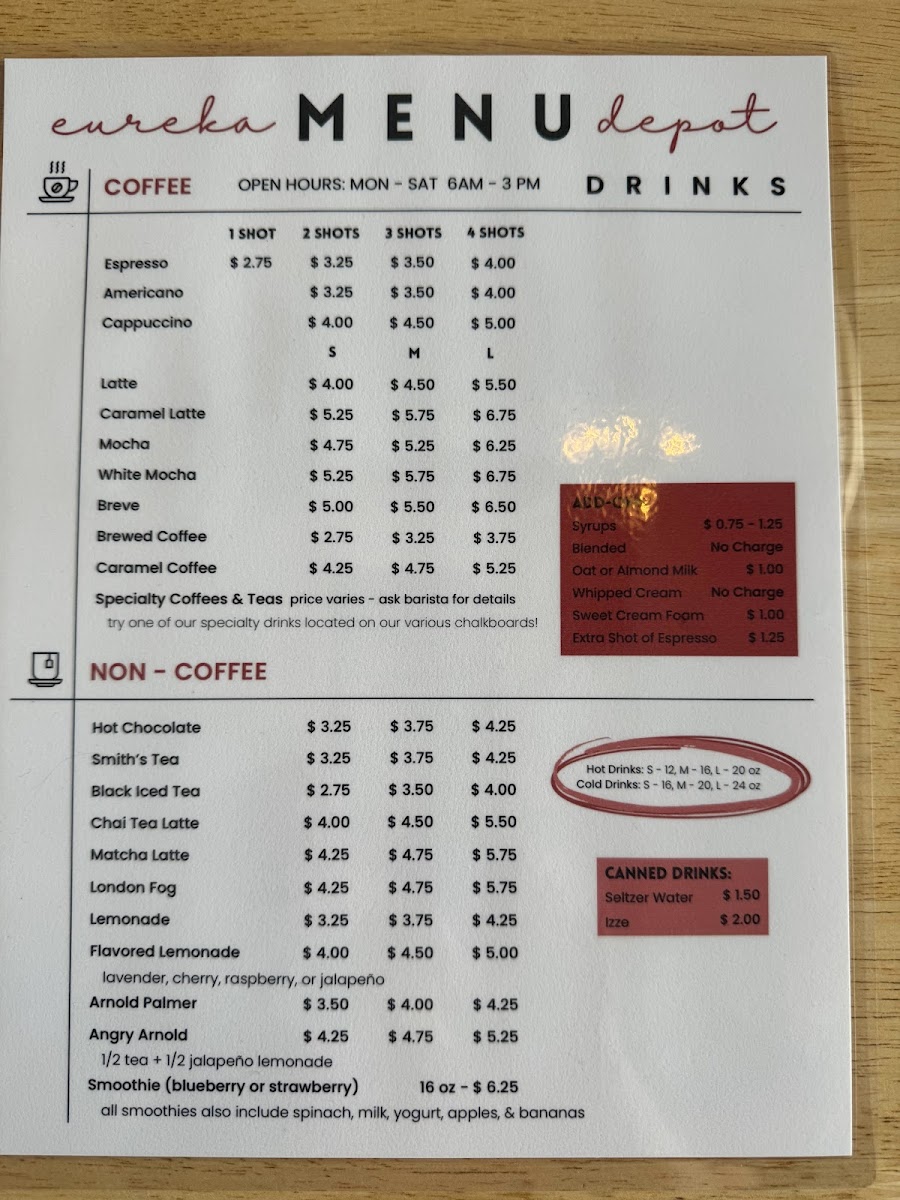 eureka MENU depot
COFFEE OPEN HOURS: MON - SAT 6AM - 3 PM DRINKS
1 SHOT 2 SHOTS 3 SHOTS 4 SHOTS
Espresso $ 2.75 $ 3.25 $ 3.50 $ 4.00
Americano $ 3.25 $ 3.50 $ 4.00
Cappuccino $ 4.00 $ 4.50 $ 5.00
S M L
Latte $ 4.00 $ 4.50 $ 5.50
Caramel Latte $ 5.25 $ 5.75 $ 6.75
Mocha $ 4.75 $ 5.25 $ 6.25
White Mocha $ 5.25 $ 5.75 $ 6.75
Breve $ 5.00 $ 5.50 $ 6.50
Brewed Coffee $ 2.75 $ 3.25 $ 3.75
Caramel Coffee $ 4.25 $ 4.75 $ 5.25
Specialty Coffees & Teas price varies - ask barista for details
try one of our specialty drinks located on our various chalkboards!
ADD-ONS
Syrups $ 0.75 - 1.25
Blended No Charge
Oat or Almond Milk $ 1.00
Whipped Cream No Charge
Sweet Cream Foam $ 1.00
Extra Shot of Espresso $ 1.25
NON - COFFEE
Hot Chocolate $ 3.25 $ 3.75 $ 4.25
Smith's Tea $ 3.25 $ 3.75 $ 4.25
Black Iced Tea $ 2.75 $ 3.50 $ 4.00
Chai Tea Latte $ 4.00 $ 4.50 $ 5.50
Matcha Latte $ 4.25 $ 4.75 $ 5.75
London Fog $ 4.25 $ 4.75 $ 5.75
Lemonade $ 3.25 $ 3.75 $ 4.25
Flavored Lemonade $ 4.00 $ 4.50 $ 5.00
lavender, cherry, raspberry, or jalapeño
Arnold Palmer $ 3.50 $ 4.00 $ 4.25
Angry Arnold $ 4.25 $ 4.75 $ 5.25
1/2 tea + 1/2 jalapeño lemonade
Smoothie (blueberry or strawberry) 16 oz - $ 6.25
all smoothies also include spinach, milk, yogurt, apples, & bananas
Hot Drinks: S - 12, M - 16, L - 20 oz
Cold Drinks: S - 16, M - 20, L - 24 oz
CANNED DRINKS:
Seltzer Water $ 1.50
Izze $ 2.00